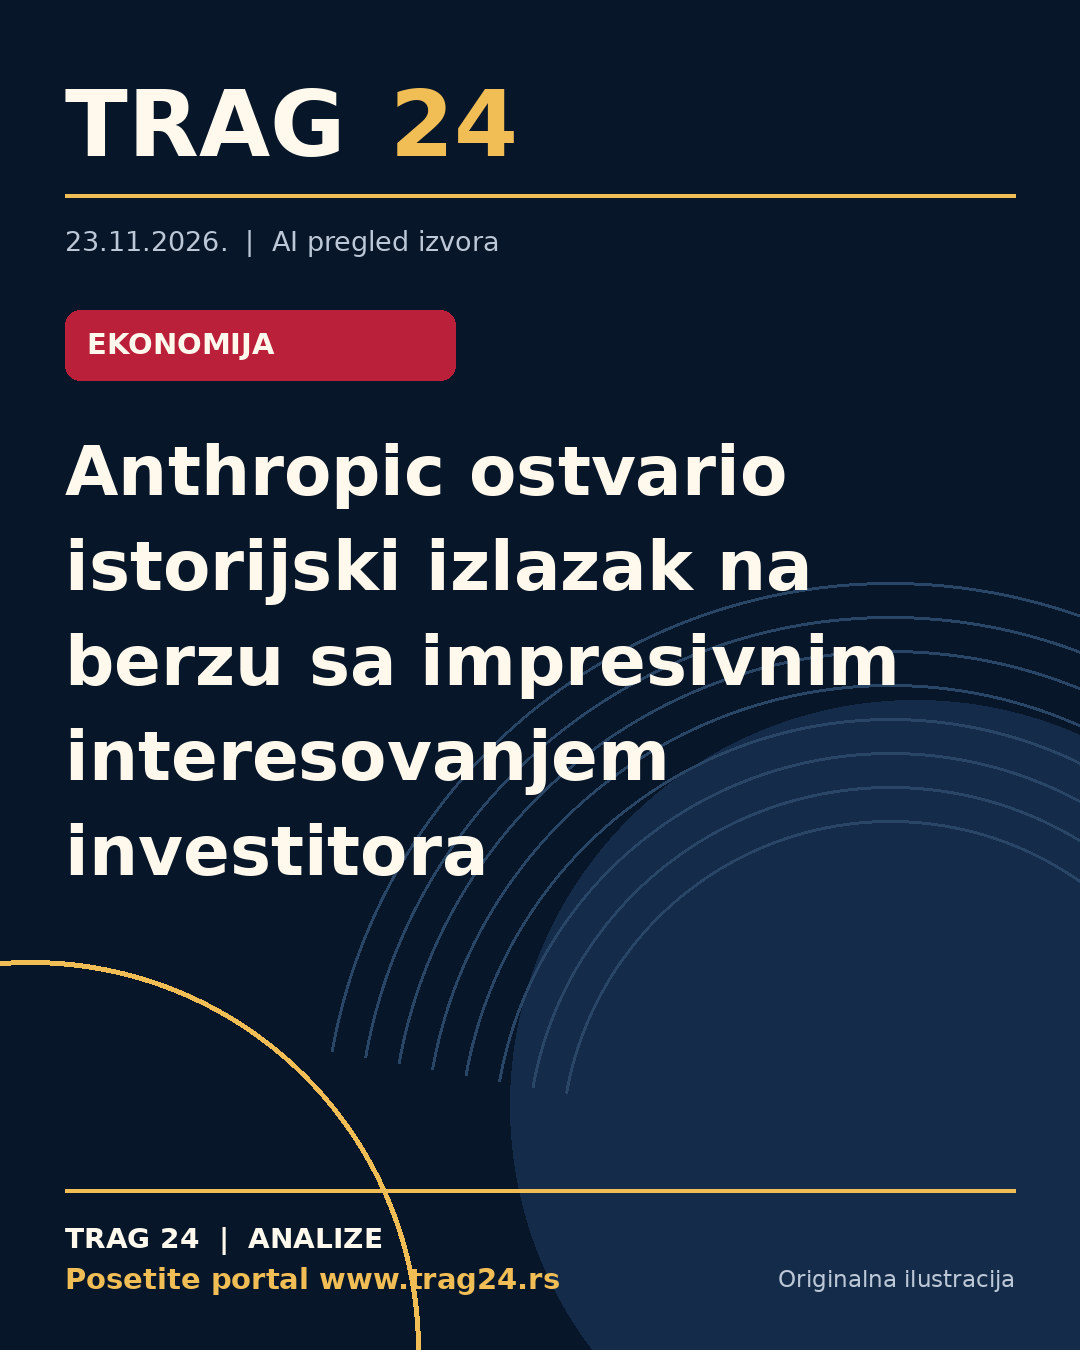 TRAG 24
23.11.2026. | AI pregled izvora
EKONOMIJA
Anthropic ostvario
istorijski izlazak na
berzu sa impresivnim
interesovanjem
investitora
TRAG 24 | ANALIZE
Posetite portal www.trag24.rs
Originalna ilustracija